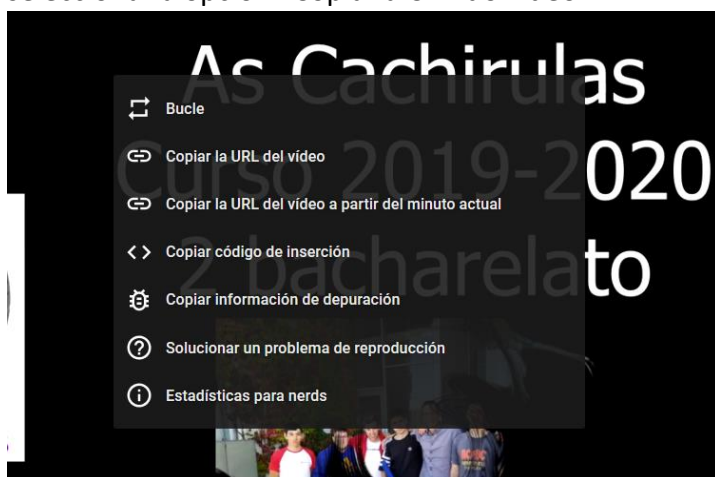 As Cachirulas
Bucle
Copiar la URL del vídeo
Curso 2019-2020
Copiar la URL del vídeo a partir del minuto actual
Copiar código de inserción
2 bacharelato
Copiar información de depuración
Solucionar un problema de reproducción
Estadísticas para nerds